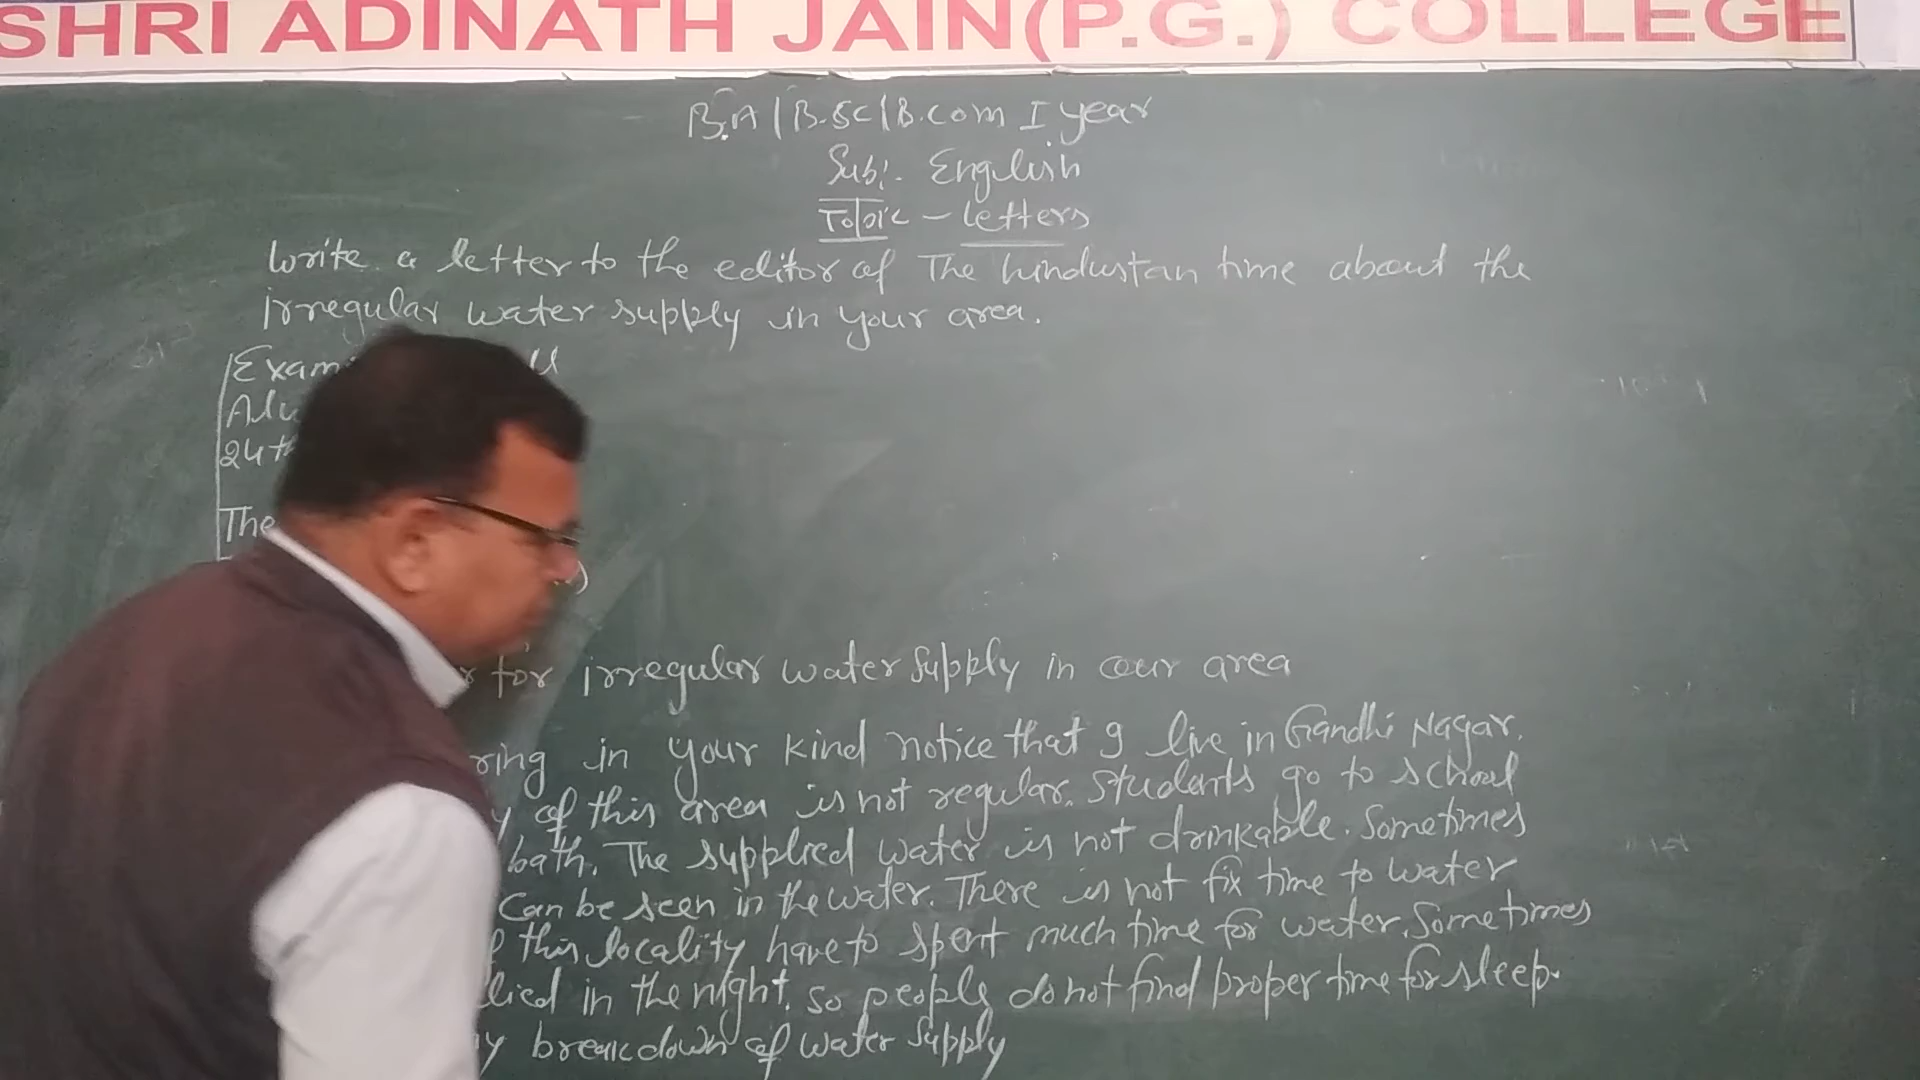 SHRI ADINATH JAIN(P.G.) COLLEGE
B.A | B.Sc | B.com I year
Sub:- English
Topic - Letters
Write a letter to the editor of The hindustan time about the
irregular water supply in your area.
Exam
24th
The
for irregular water supply in our area
in your kind notice that I live in Gandhi Nagar.
of this area is not regular. Students go to school
bath. The supplied water is not drinkable. Sometimes
Can be seen in the water. There is not fix time to water
this locality have to spent much time for water. Sometimes
in the night. So people do not find proper time for sleep.
breakdown of water supply